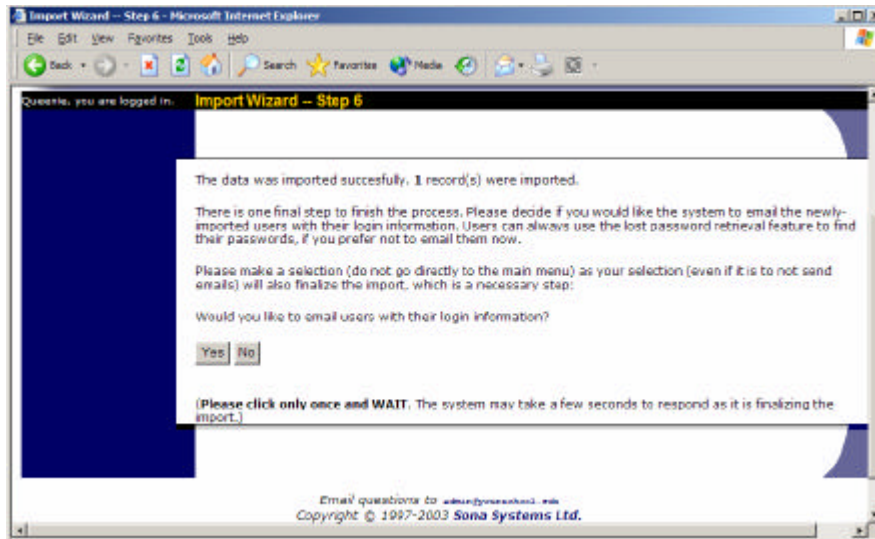 Import Wizard -- Step 6 - Microsoft Internet Explorer
File Edit View Favorites Tools Help
Back Search Favorites Media
Queenie, you are logged in. Import Wizard -- Step 6
The data was imported succesfully. 1 record(s) were imported.
There is one final step to finish the process. Please decide if you would like the system to email the newly-
imported users with their login information. Users can always use the lost password retrieval feature to find
their passwords, if you prefer not to email them now.
Please make a selection (do not go directly to the main menu) as your selection (even if it is to not send
emails) will also finalize the import, which is a necessary step:
Would you like to email users with their login information?
Yes No
(Please click only once and WAIT. The system may take a few seconds to respond as it is finalizing the
import.)
Email questions to admin@yourschool.edu
Copyright © 1997-2003 Sona Systems Ltd.